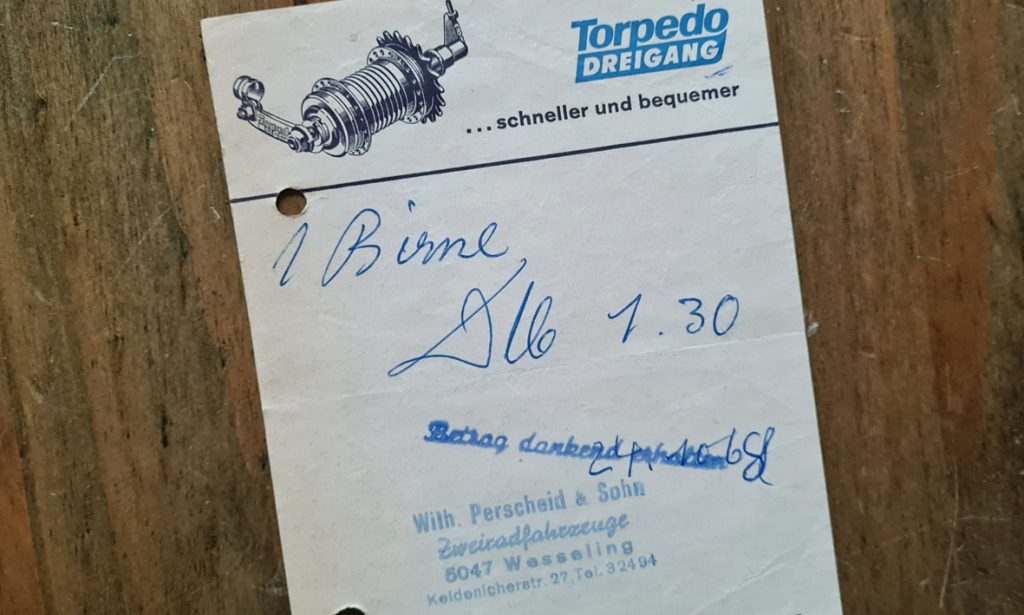 Torpedo
DREIGANG
...schneller und bequemer
1 Birne
1.30
Betrag dankend erhalten
Wilh. Perscheid & Sohn
Zweiradfahrzeuge
5047 Wesseling
Keldenicherstr. 27, Tel. 32494